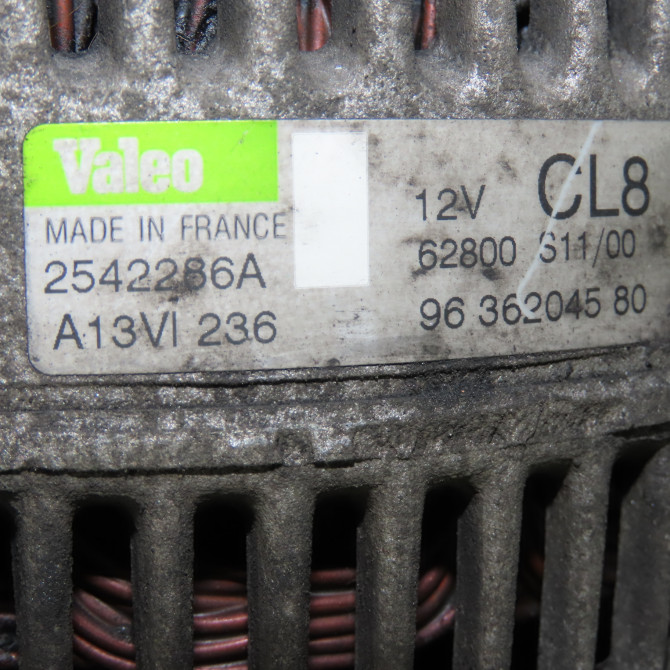 Valeo
MADE IN FRANCE
2542286A
A13VI 236
12V CL8
62800 S11/00
96 362045 80